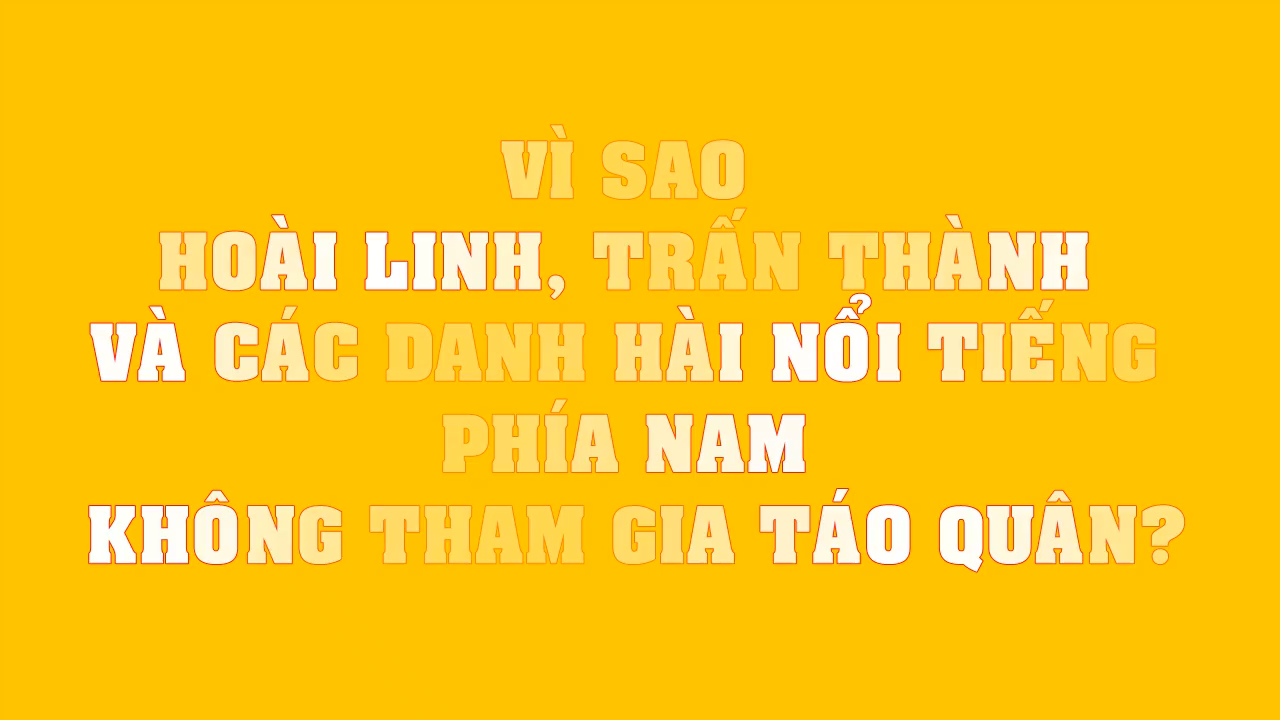 VÌ SAO
HOÀI LINH, TRẤN THÀNH
VÀ CÁC DANH HÀI NỔI TIẾNG
PHÍA NAM
KHÔNG THAM GIA TÁO QUÂN?